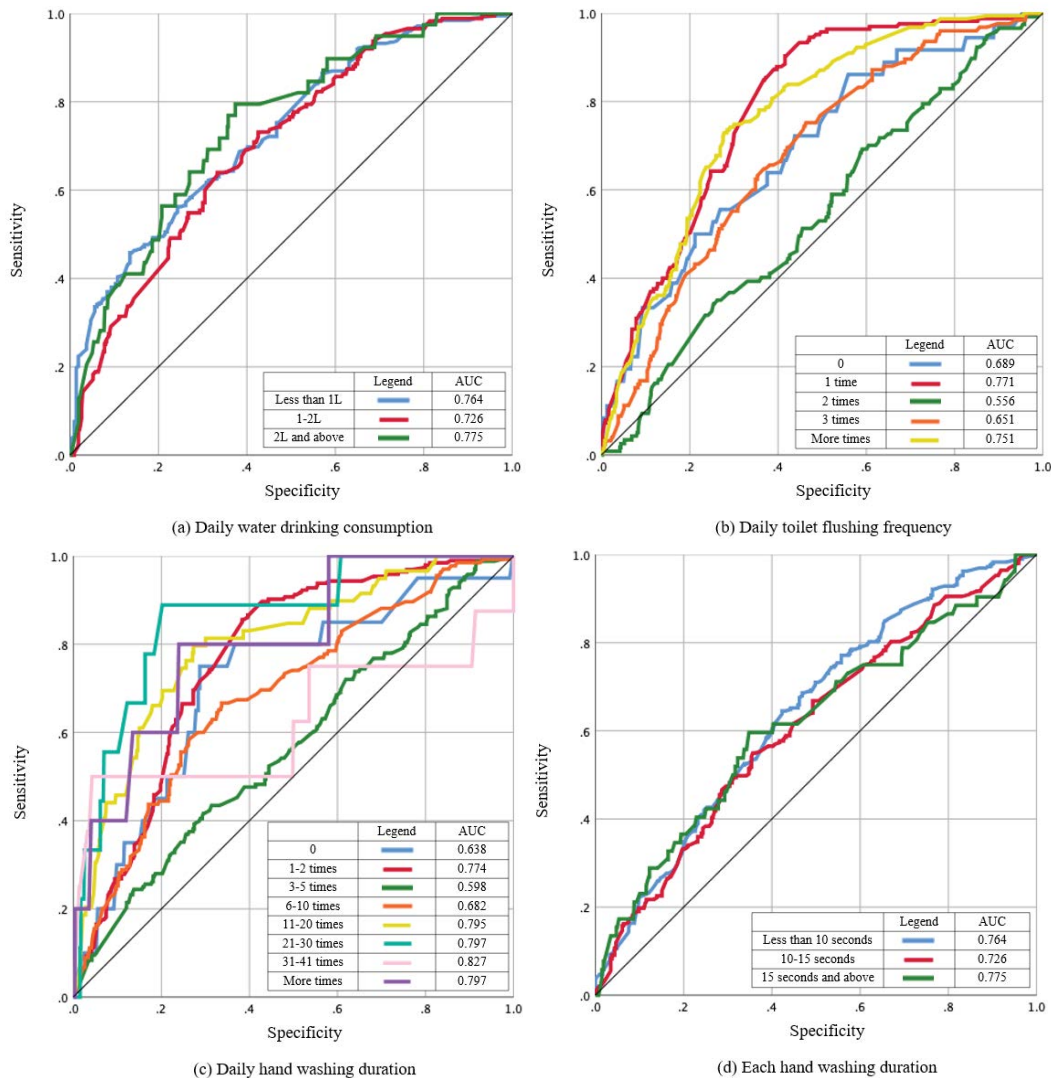 1.0
.8
.6
.4
.2
.0
.0 .2 .4 .6 .8 1.0
Sensitivity
Specificity
Legend AUC
Less than 1L 0.764
1-2L 0.726
2L and above 0.775
(a) Daily water drinking consumption
1.0
.8
.6
.4
.2
.0
.0 .2 .4 .6 .8 1.0
Sensitivity
Specificity
Legend AUC
0 0.689
1 time 0.771
2 times 0.556
3 times 0.651
More times 0.751
(b) Daily toilet flushing frequency
1.0
.8
.6
.4
.2
.0
.0 .2 .4 .6 .8 1.0
Sensitivity
Specificity
Legend AUC
0 0.638
1-2 times 0.774
3-5 times 0.598
6-10 times 0.682
11-20 times 0.795
21-30 times 0.797
31-41 times 0.827
More times 0.797
(c) Daily hand washing duration
1.0
.8
.6
.4
.2
.0
.0 .2 .4 .6 .8 1.0
Sensitivity
Specificity
Legend AUC
Less than 10 seconds 0.764
10-15 seconds 0.726
15 seconds and above 0.775
(d) Each hand washing duration